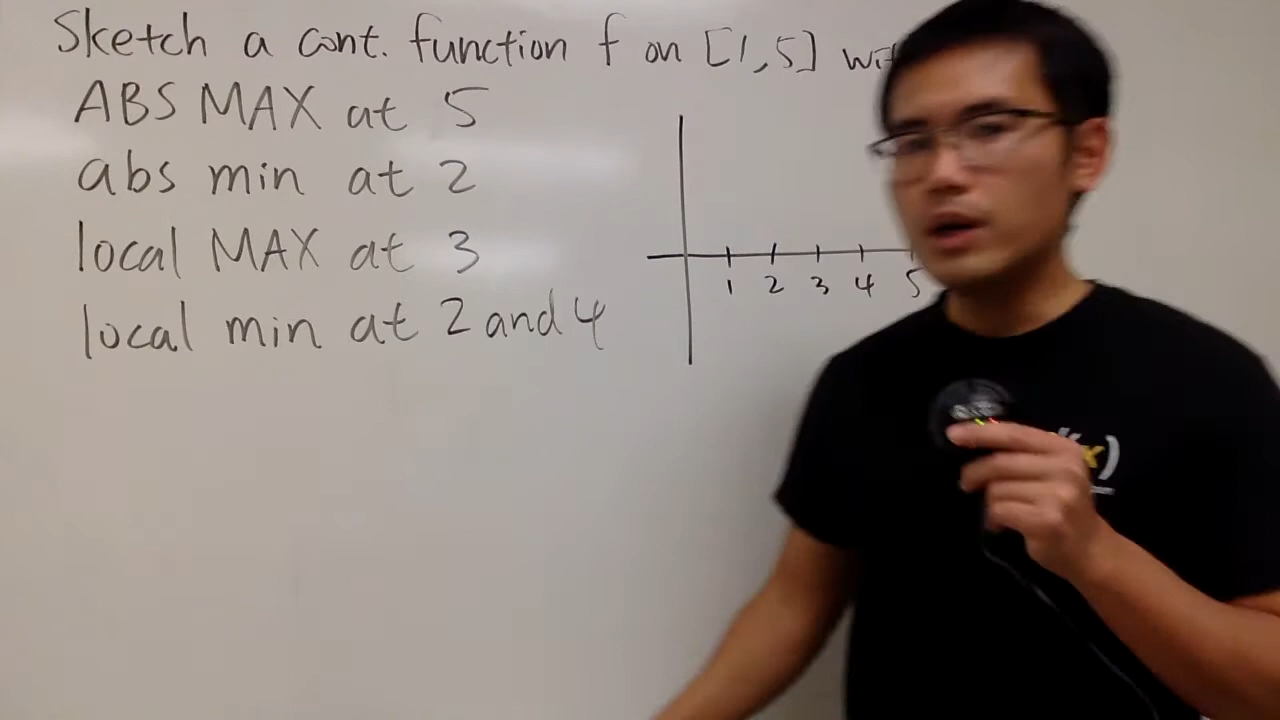 Sketch a cont. function f on [1,5]
ABS MAX at 5
abs min at 2
local MAX at 3
local min at 2 and 4
1 2 3 4 5